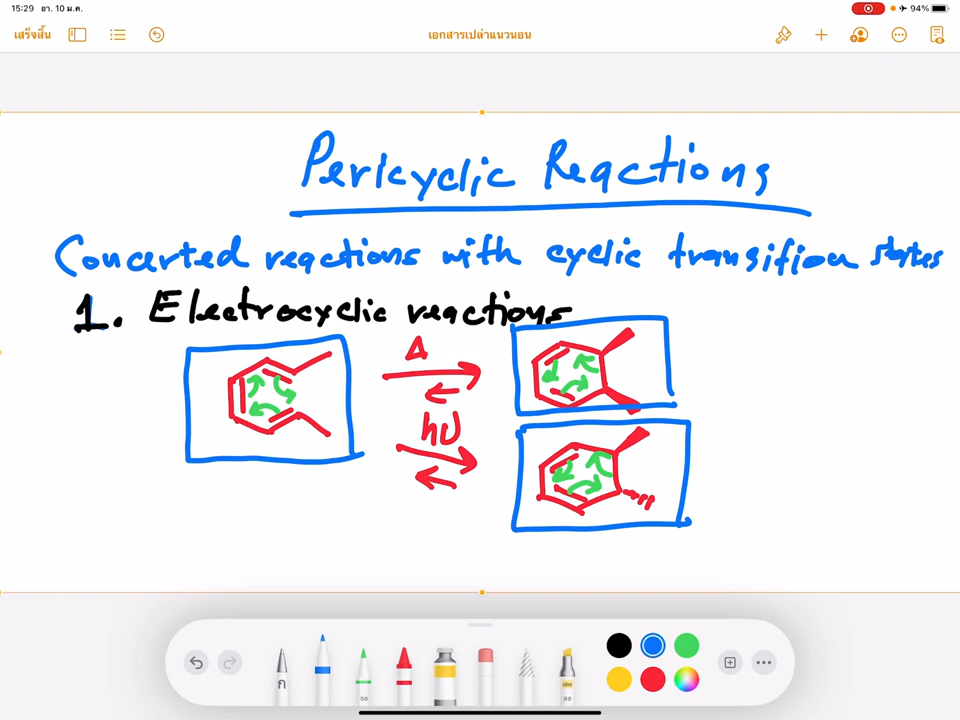 15:29 อา. 10 ม.ค.
94%
เสร็จสิ้น
เอกสารเปล่าแนวนอน
Pericyclic Reactions
Concerted reactions with cyclic transition states
1. Electrocyclic reactions
Δ
hν
H
50
80